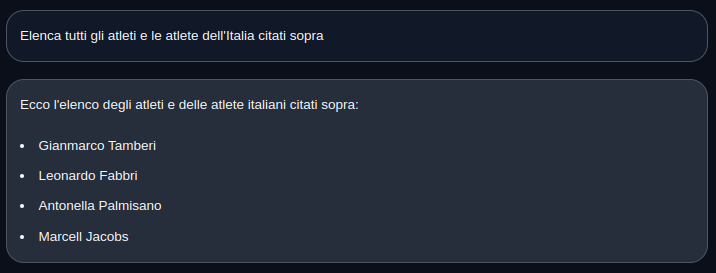 Elenca tutti gli atleti e le atlete dell'Italia citati sopra
Ecco l'elenco degli atleti e delle atlete italiani citati sopra:
• Gianmarco Tamberi
• Leonardo Fabbri
• Antonella Palmisano
• Marcell Jacobs